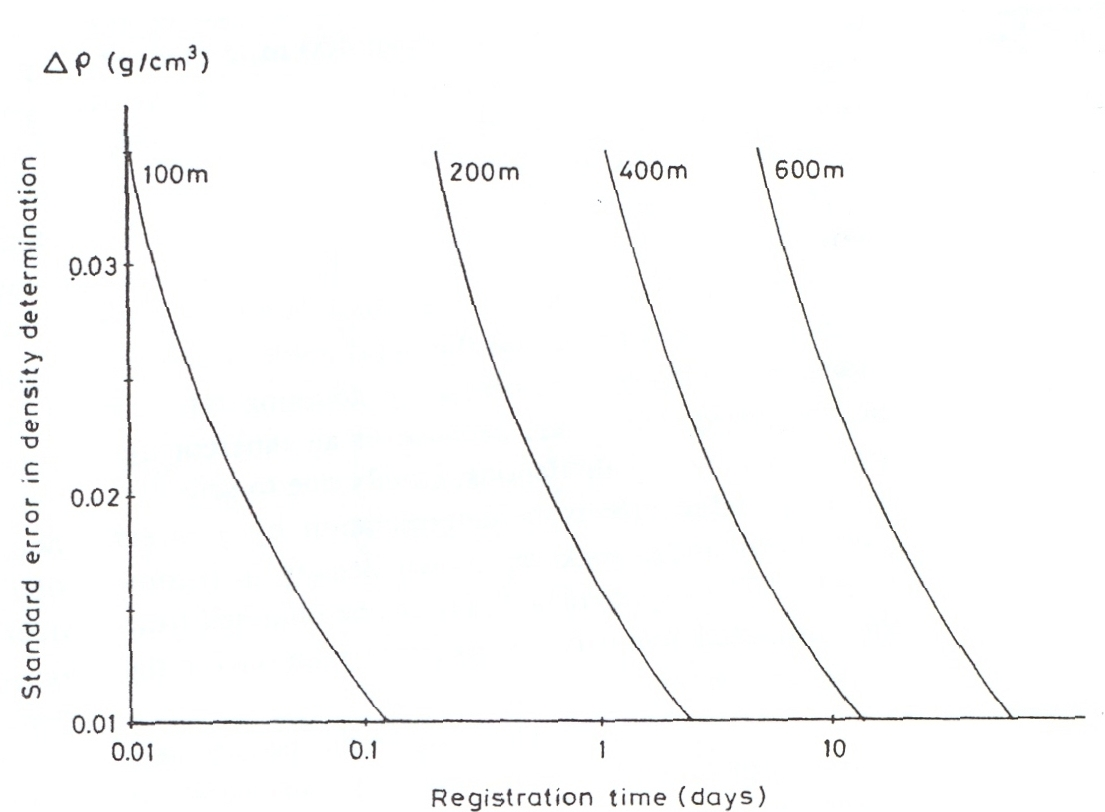 Δρ (g/cm³)
100m
200m
400m
600m
0.03
0.02
0.01
0.01
0.1
1
10
Standard error in density determination
Registration time (days)